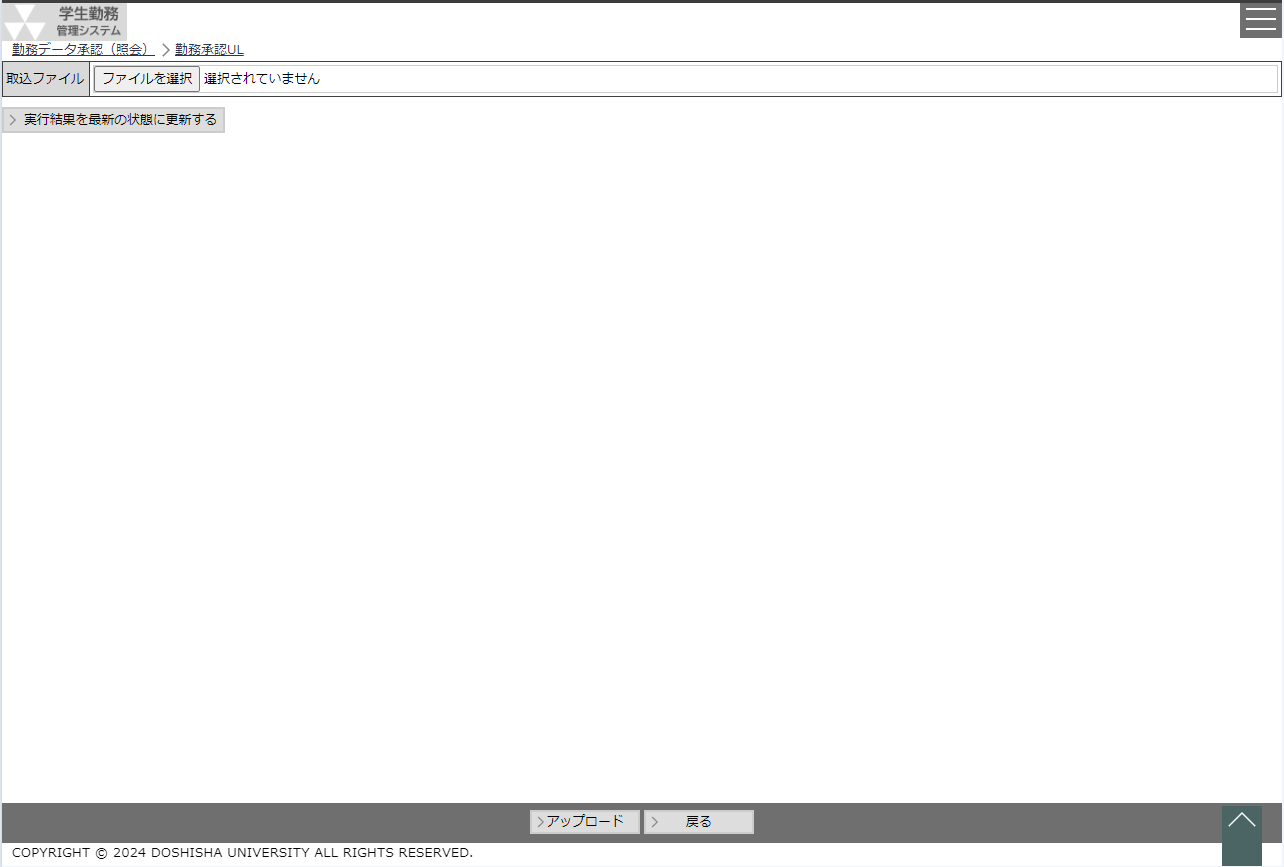 学生勤務
管理システム
勤務データ承認（照会） 勤務承認UL
取込ファイル ファイルを選択 選択されていません
実行結果を最新の状態に更新する
アップロード 戻る
COPYRIGHT © 2024 DOSHISHA UNIVERSITY ALL RIGHTS RESERVED.